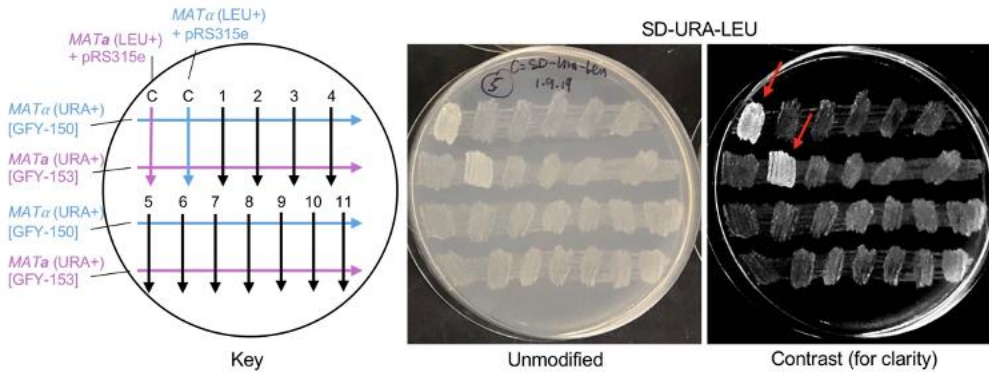 MATα (LEU+)
+ pRS315e
MATa (LEU+)
+ pRS315e
SD-URA-LEU
C C 1 2 3 4
MATα (URA+)
[GFY-150]
MATa (URA+)
[GFY-153]
5 6 7 8 9 10 11
MATα (URA+)
[GFY-150]
MATa (URA+)
[GFY-153]
Key
5 C=SD-Ura-Leu
1.9.19
Unmodified
Contrast (for clarity)